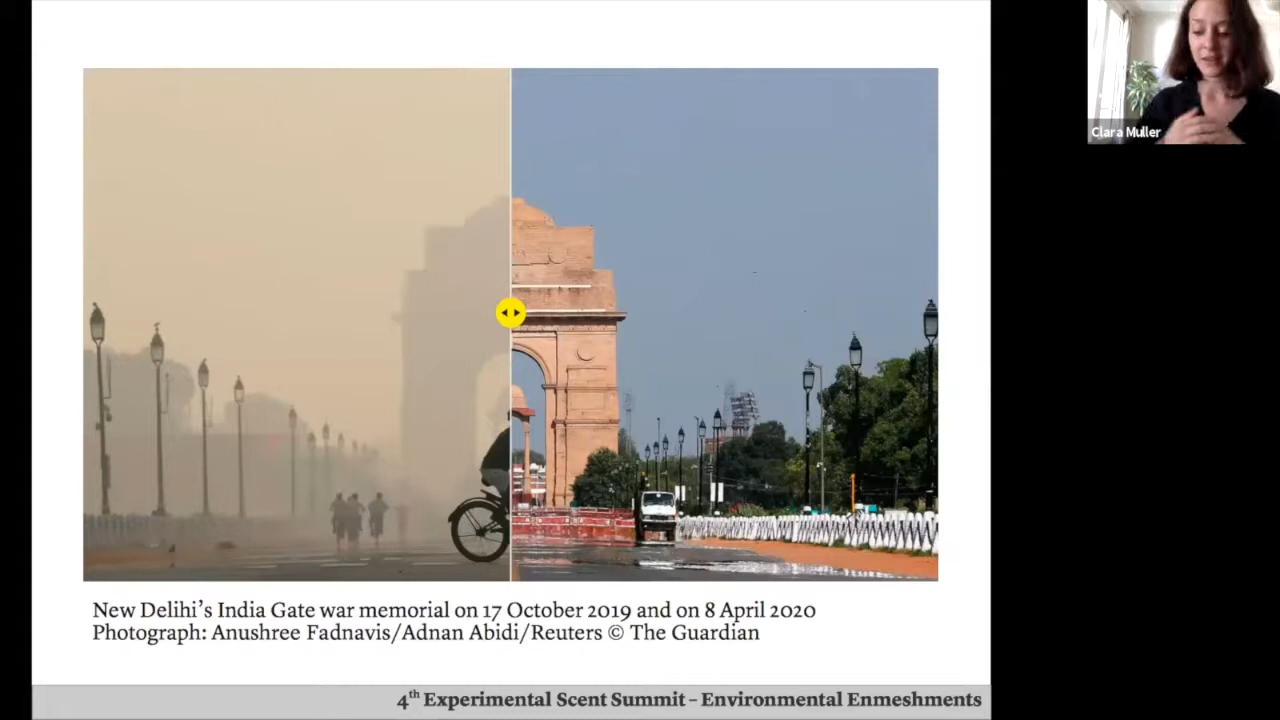 Clara Muller
New Delihi's India Gate war memorial on 17 October 2019 and on 8 April 2020
Photograph: Anushree Fadnavis/Adnan Abidi/Reuters © The Guardian
4th Experimental Scent Summit – Environmental Enmeshments